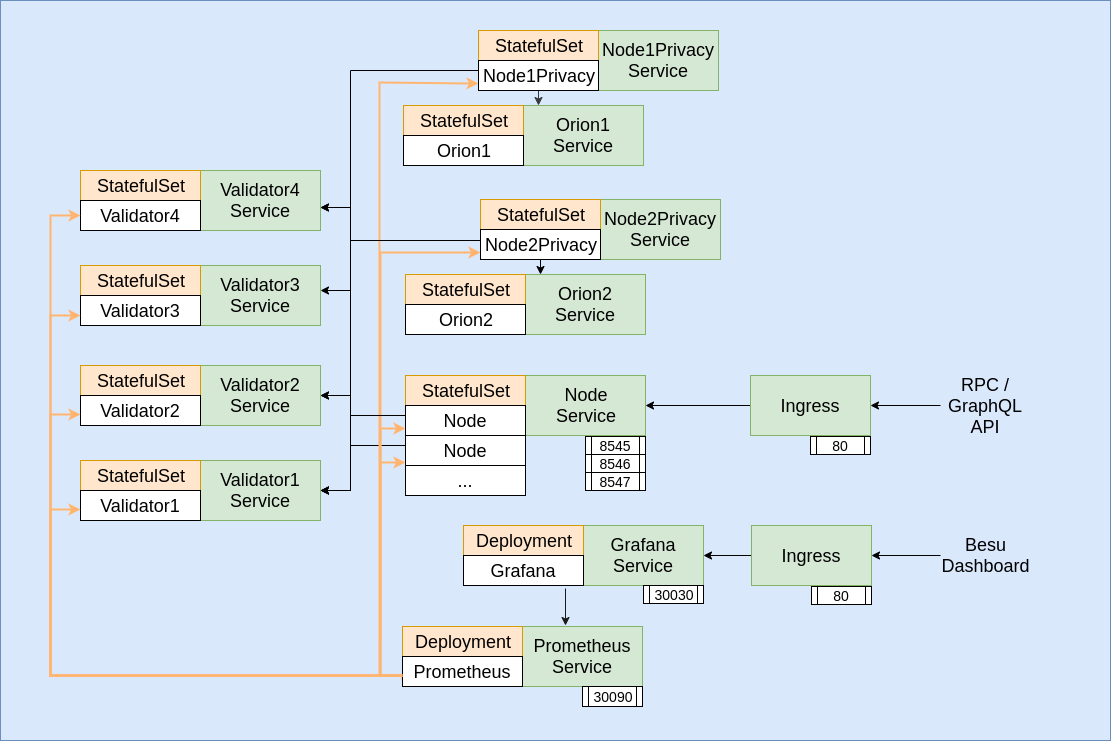 StatefulSet
Node1Privacy
Node1Privacy
Service
StatefulSet
Orion1
Orion1
Service
StatefulSet
Validator4
Validator4
Service
StatefulSet
Node2Privacy
Node2Privacy
Service
StatefulSet
Validator3
Validator3
Service
StatefulSet
Orion2
Orion2
Service
StatefulSet
Validator2
Validator2
Service
StatefulSet
Node
Node
...
Node
Service
8545
8546
8547
Ingress
80
RPC /
GraphQL
API
StatefulSet
Validator1
Validator1
Service
Deployment
Grafana
Grafana
Service
30030
Ingress
80
Besu
Dashboard
Deployment
Prometheus
Prometheus
Service
30090